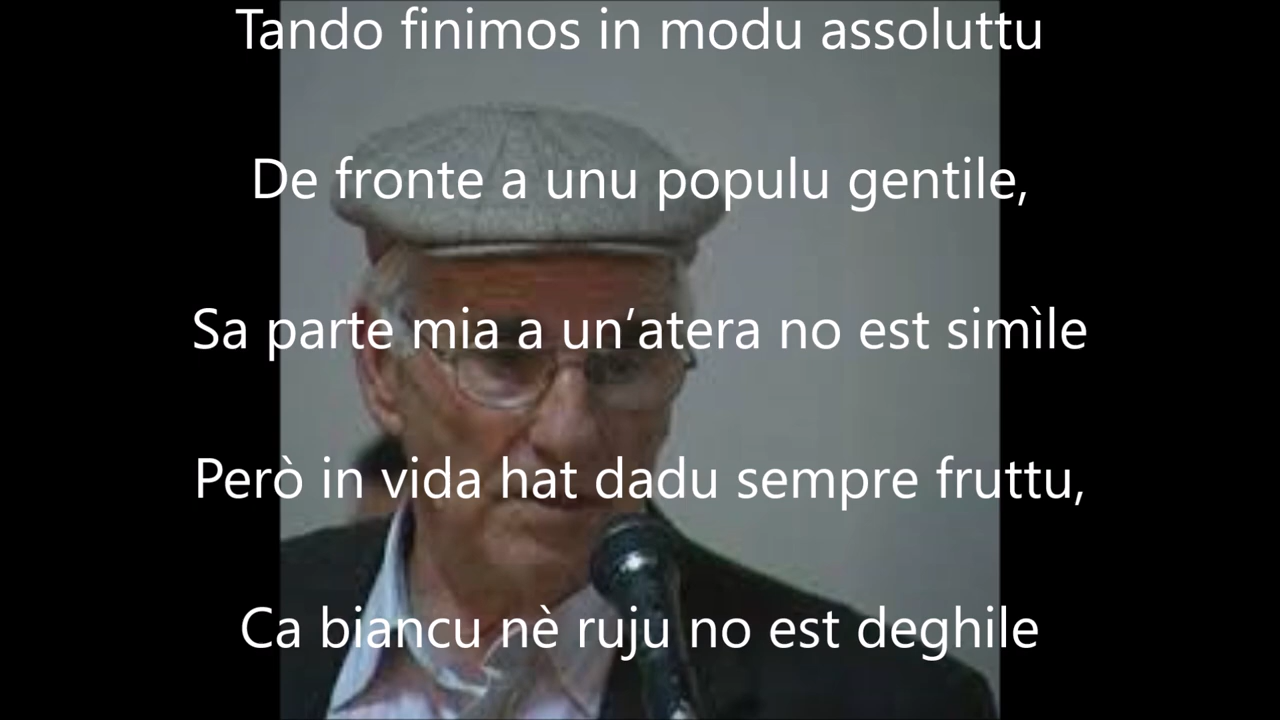 Tando finimos in modu assoluttu
De fronte a unu populu gentile,
Sa parte mia a un’atera no est simìle
Però in vida hat dadu sempre fruttu,
Ca biancu nè ruju no est deghile